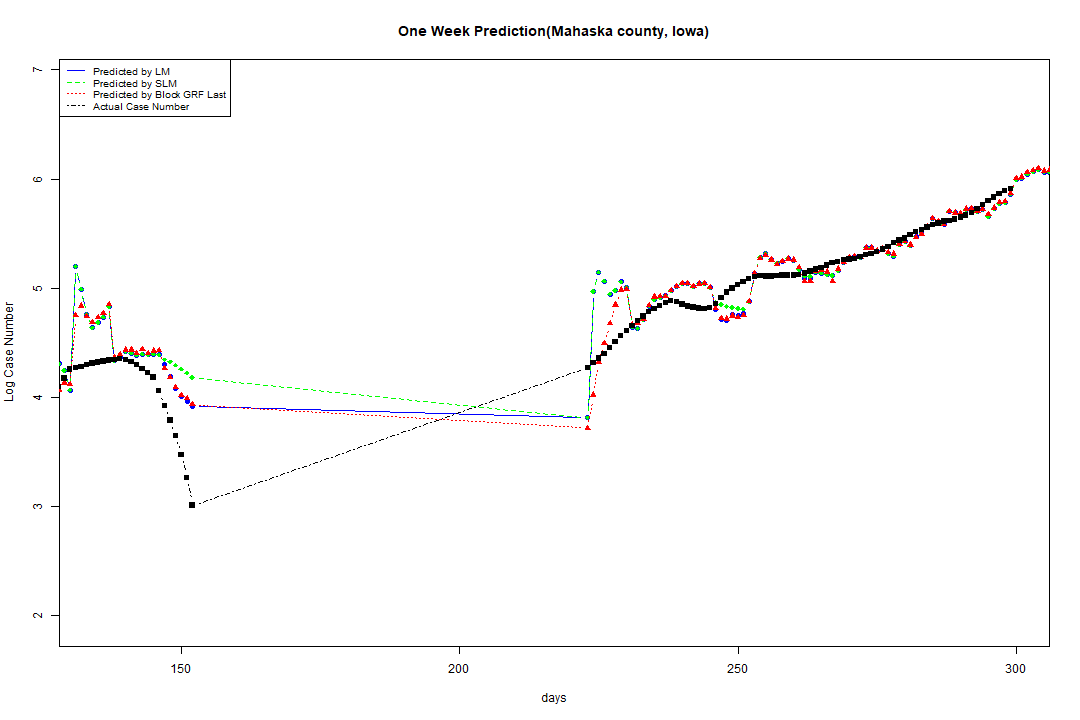 One Week Prediction(Mahaska county, Iowa)
Predicted by LM
Predicted by SLM
Predicted by Block GRF Last
Actual Case Number
7
6
5
4
3
2
Log Case Number
150 200 250 300
days